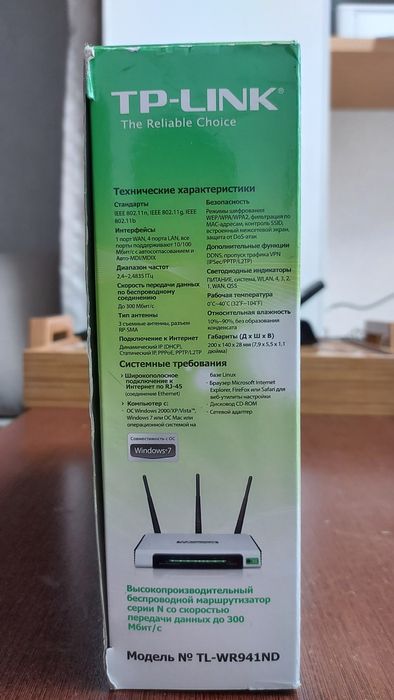 TP-LINK®
The Reliable Choice
Технические характеристики
Стандарты
IEEE 802.11n, IEEE 802.11g, IEEE
802.11b
Интерфейсы
1 порт WAN, 4 порта LAN, все
порты поддерживают 10/100
Мбит/с с автосогласованием и
Авто-MDI/MDIX
Диапазон частот
2,4~2,4835 ГГц
Скорость передачи данных
по беспроводному
соединению
До 300 Мбит/с
Тип антенны
3 съемные антенны, разъем
RP-SMA
Подключение к Интернет
Динамический IP (DHCP),
Статический IP, PPPoE, PPTP/L2TP
Безопасность
Режимы шифрования
WEP/WPA/WPA2, фильтрация по
MAC-адресам, контроль SSID,
встроенный межсетевой экран,
защита от DoS-атак
Дополнительные функции
DDNS, пропуск трафика VPN
(IPSec/PPTP/L2TP)
Светодиодные индикаторы
ПИТАНИЕ, система, WLAN, 4, 3, 2,
1, WAN, QSS
Рабочая температура
0˚C~40˚C (32˚F~104˚F)
Относительная влажность
10%~90%, без образования
конденсата
Габариты (Д x Ш x В)
200 x 140 x 28 мм (7,9 x 5,5 x 1,1
дюйма)
Системные требования
· Широкополосное
подключение к
Интернет по RJ-45
(соединение Ethernet)
· Компьютер с:
- ОС Windows 2000/XP/Vista™,
Windows 7 или ОС Mac или
операционной системой на
базе Linux
- Браузер Microsoft Internet
Explorer, FireFox или Safari для
веб-утилиты настройки
- Дисковод CD-ROM
- Сетевой адаптер
Совместимость с ОС
Windows®7
Высокопроизводительный
беспроводной маршрутизатор
серии N со скоростью
передачи данных до 300
Мбит/с
Модель № TL-WR941ND